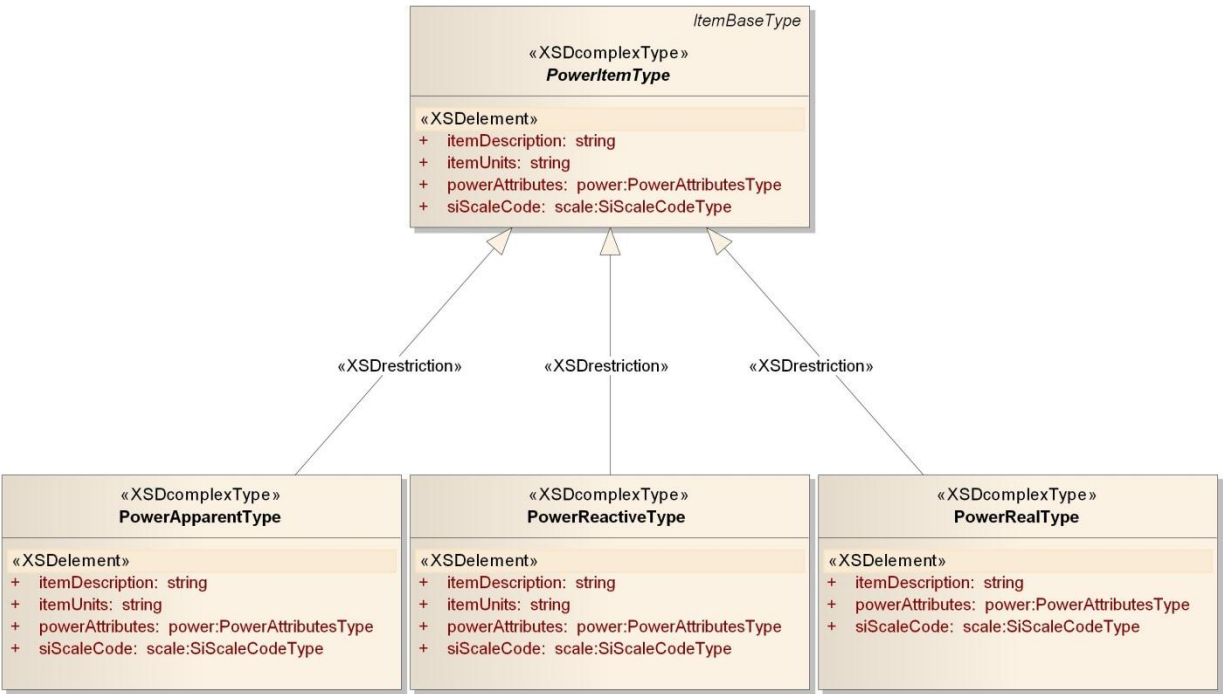 ItemBaseType
«XSDcomplexType»
PowerItemType
«XSDelement»
+ itemDescription: string
+ itemUnits: string
+ powerAttributes: power:PowerAttributesType
+ siScaleCode: scale:SiScaleCodeType
«XSDrestriction»
«XSDrestriction»
«XSDrestriction»
«XSDcomplexType»
PowerApparentType
«XSDelement»
+ itemDescription: string
+ itemUnits: string
+ powerAttributes: power:PowerAttributesType
+ siScaleCode: scale:SiScaleCodeType
«XSDcomplexType»
PowerReactiveType
«XSDelement»
+ itemDescription: string
+ itemUnits: string
+ powerAttributes: power:PowerAttributesType
+ siScaleCode: scale:SiScaleCodeType
«XSDcomplexType»
PowerRealType
«XSDelement»
+ itemDescription: string
+ powerAttributes: power:PowerAttributesType
+ siScaleCode: scale:SiScaleCodeType